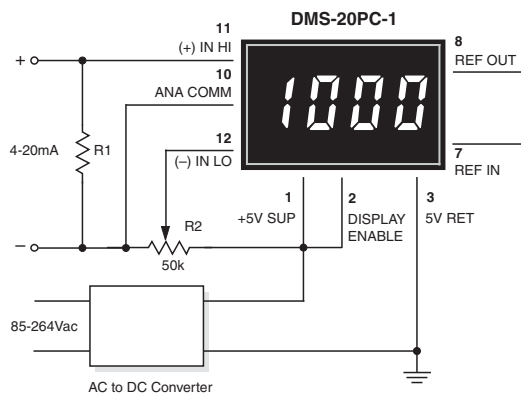 DMS-20PC-1
11
(+) IN HI
10
ANA COMM
12
(–) IN LO
8
REF OUT
7
REF IN
1000
+
4-20mA
R1
–
R2
50k
1
+5V SUP
2
DISPLAY
ENABLE
3
5V RET
85-264Vac
AC to DC Converter